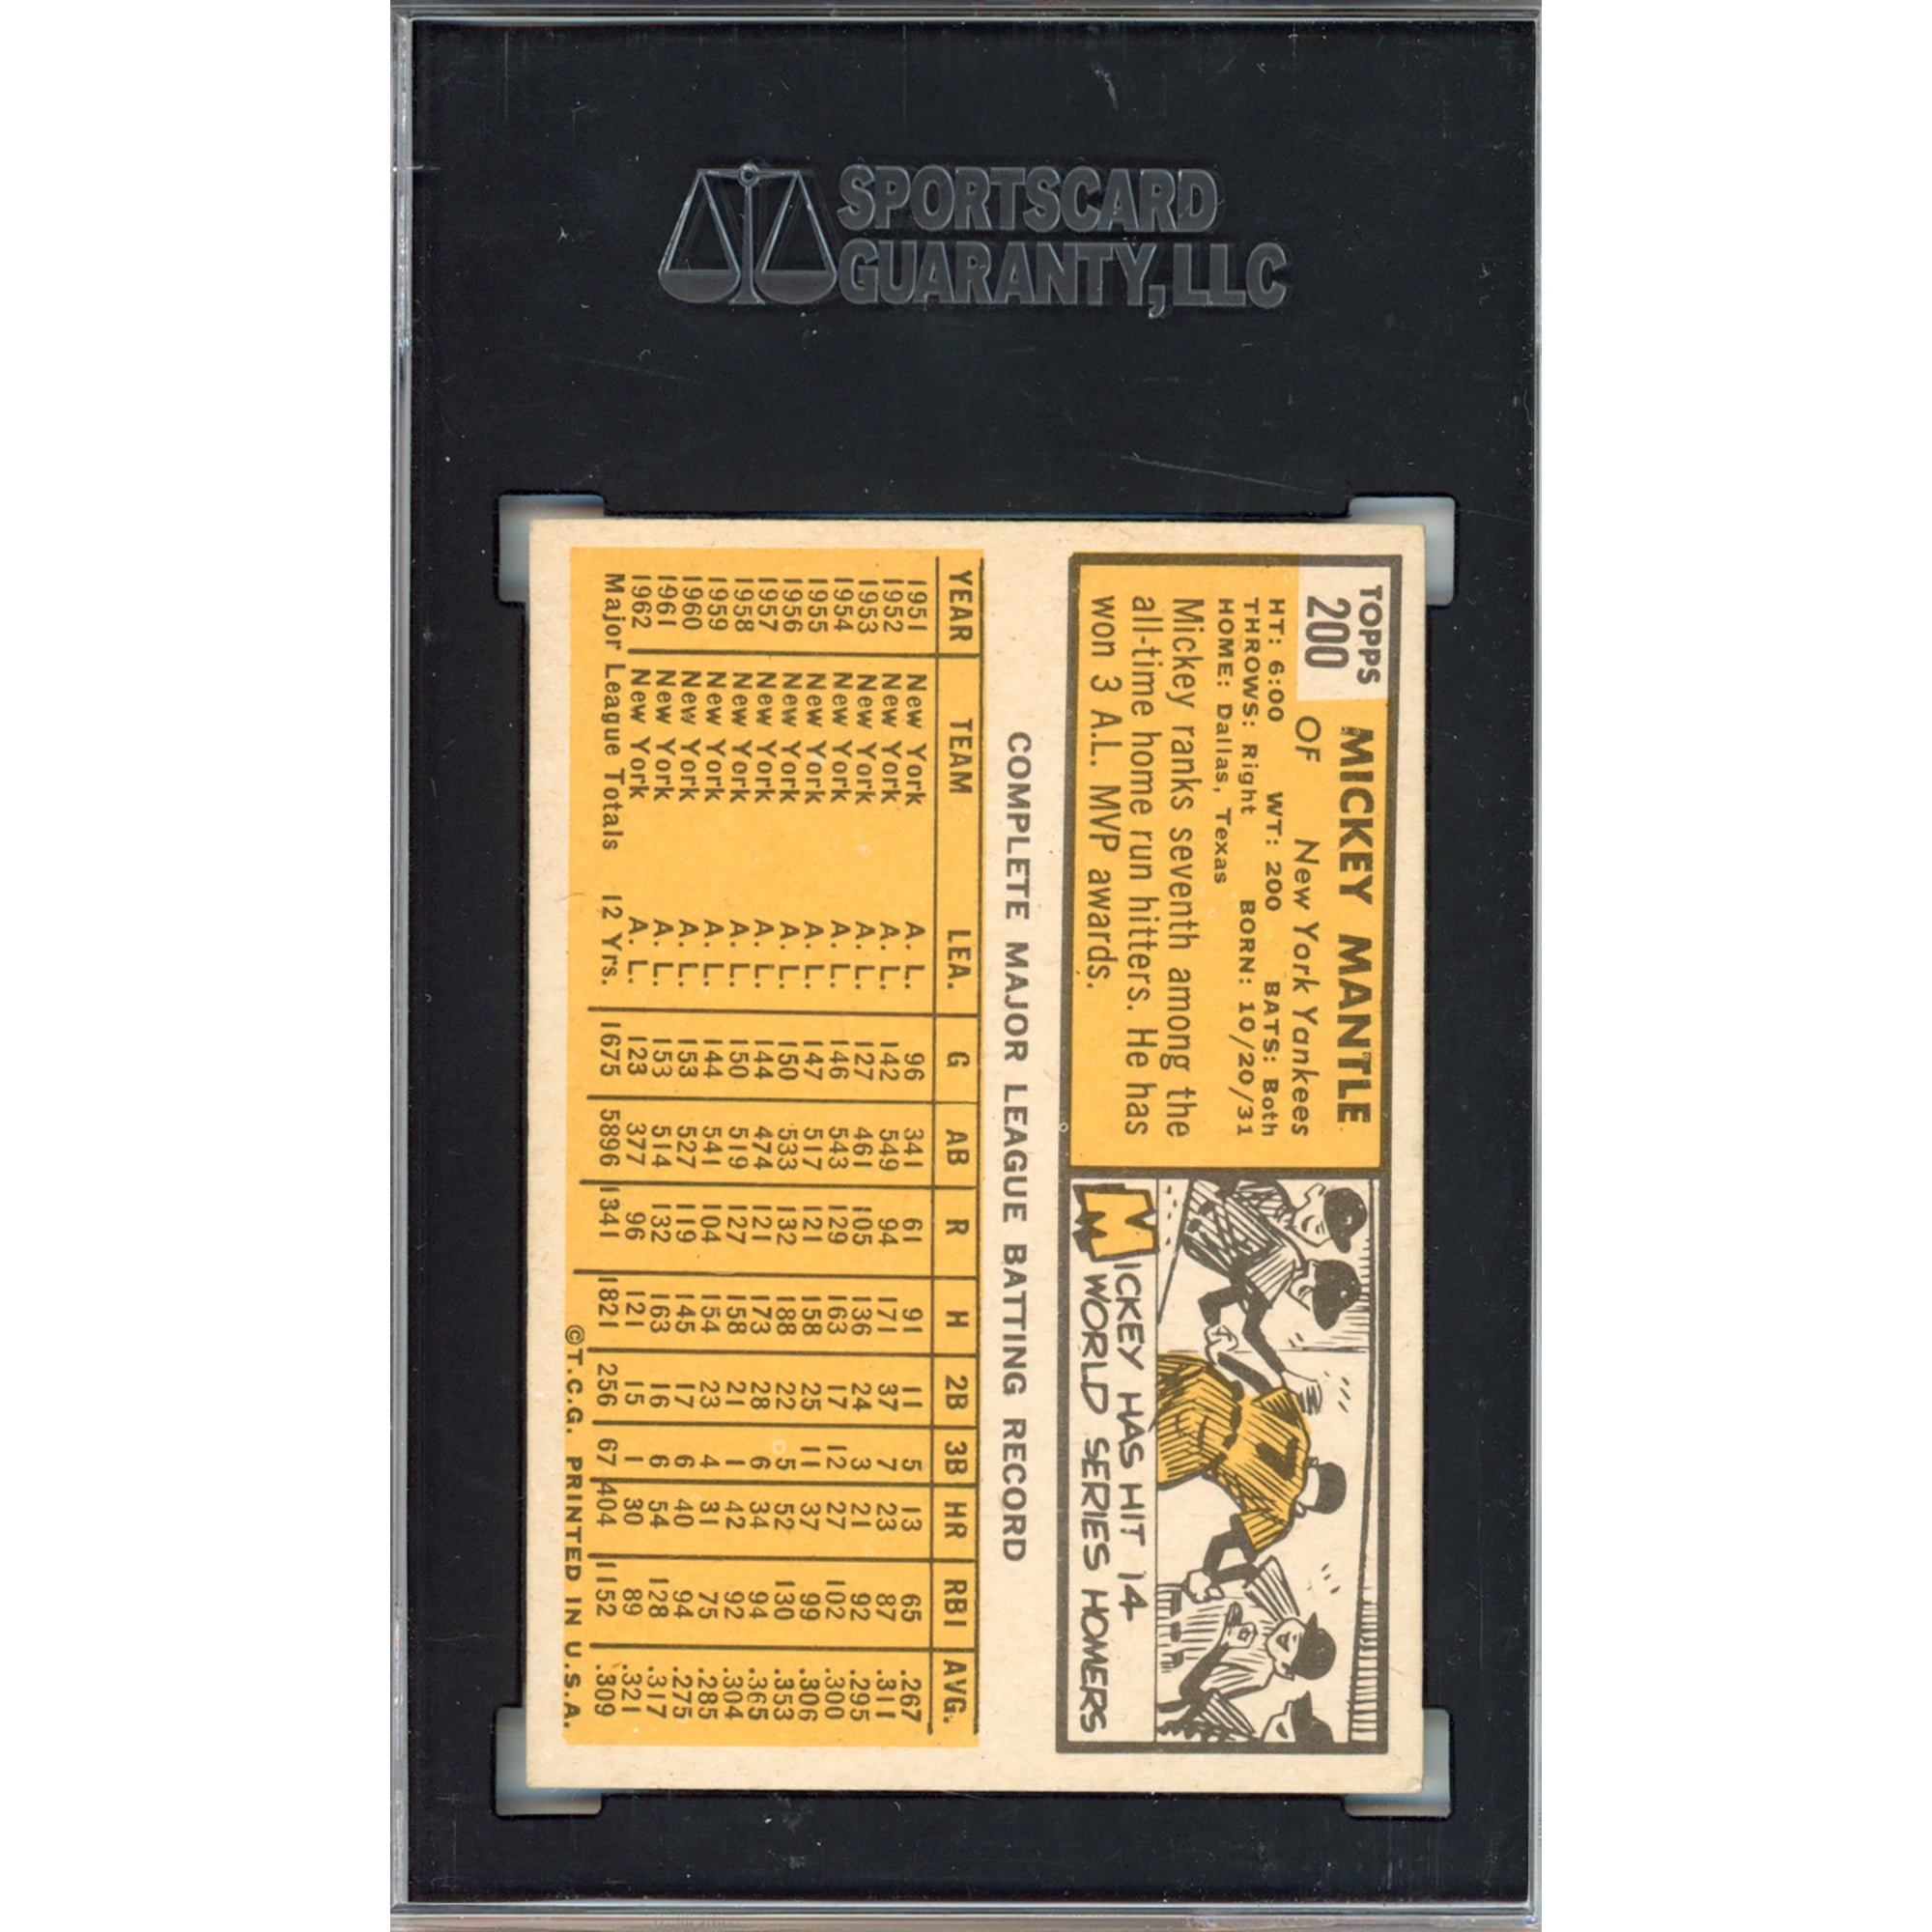 SPORTSCARD
GUARANTY, LLC
TOPPS
200
MICKEY MANTLE
OF New York Yankees
HT: 6:00 WT: 200 BATS: Both
THROWS: Right BORN: 10/20/31
HOME: Dallas, Texas
Mickey ranks seventh among the
all-time home run hitters. He has
won 3 A.L. MVP awards.
7
M
M
MICKEY HAS HIT 14
WORLD SERIES HOMERS
COMPLETE MAJOR LEAGUE BATTING RECORD
YEAR TEAM LEA. G AB R H 2B 3B HR RBI AVG.
1951 New York A. L. 96 341 61 91 11 5 13 65 .267
1952 New York A. L. 142 549 94 171 37 7 23 87 .311
1953 New York A. L. 127 461 105 136 24 3 21 92 .295
1954 New York A. L. 146 543 129 163 17 12 27 102 .300
1955 New York A. L. 147 517 121 158 25 11 37 99 .306
1956 New York A. L. 150 533 132 188 22 5 52 130 .353
1957 New York A. L. 144 474 121 173 28 6 34 94 .365
1958 New York A. L. 150 519 127 158 21 1 42 92 .304
1959 New York A. L. 144 541 104 154 23 4 31 75 .285
1960 New York A. L. 153 527 119 145 17 6 40 94 .275
1961 New York A. L. 153 514 132 163 16 6 54 128 .317
1962 New York A. L. 123 377 96 121 15 1 30 89 .321
Major League Totals 12 Yrs. 1675 5896 1341 1821 256 67 404 1152 .309
©T.C.G. PRINTED IN U.S.A.